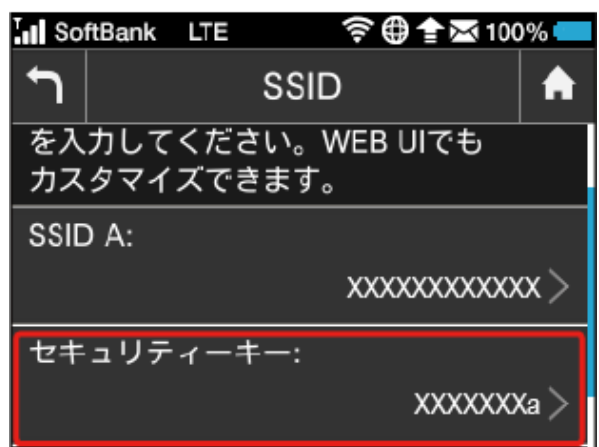 SoftBank LTE 100%
SSID
を入力してください。WEB UIでも
カスタマイズできます。
SSID A:
XXXXXXXXXXXX
セキュリティーキー:
XXXXXXXa